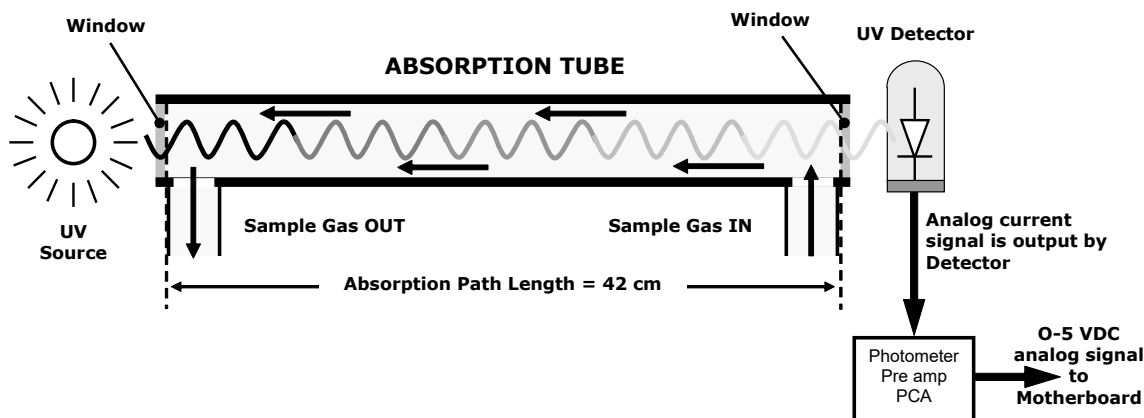 Window
Window
UV Detector
ABSORPTION TUBE
UV
Source
Sample Gas OUT
Sample Gas IN
Analog current
signal is output by
Detector
Absorption Path Length = 42 cm
Photometer
Pre amp
PCA
O-5 VDC
analog signal
to
Motherboard